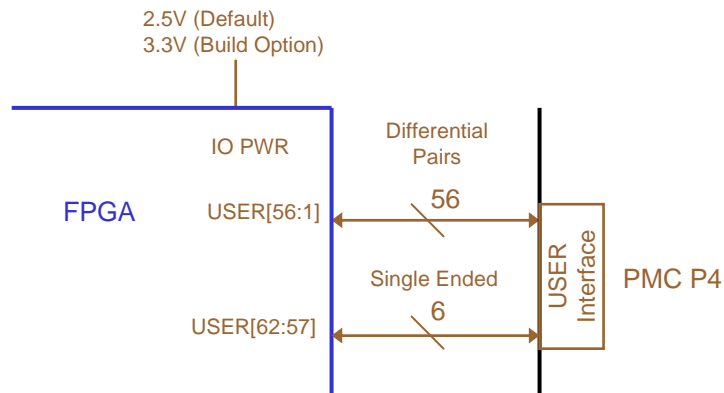 2.5V (Default)
3.3V (Build Option)
IO PWR
Differential
Pairs
FPGA
USER[56:1]
56
USER
Interface
PMC P4
Single Ended
6
USER[62:57]